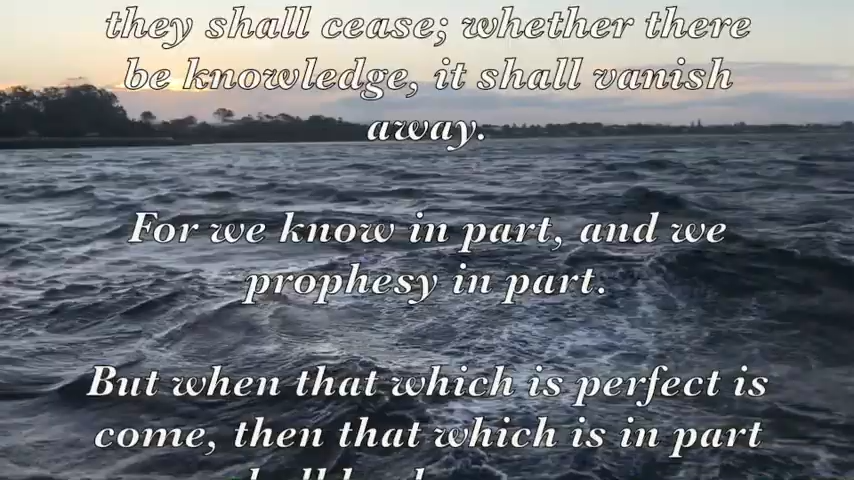 they shall cease; whether there
be knowledge, it shall vanish
away.
For we know in part, and we
prophesy in part.
But when that which is perfect is
come, then that which is in part